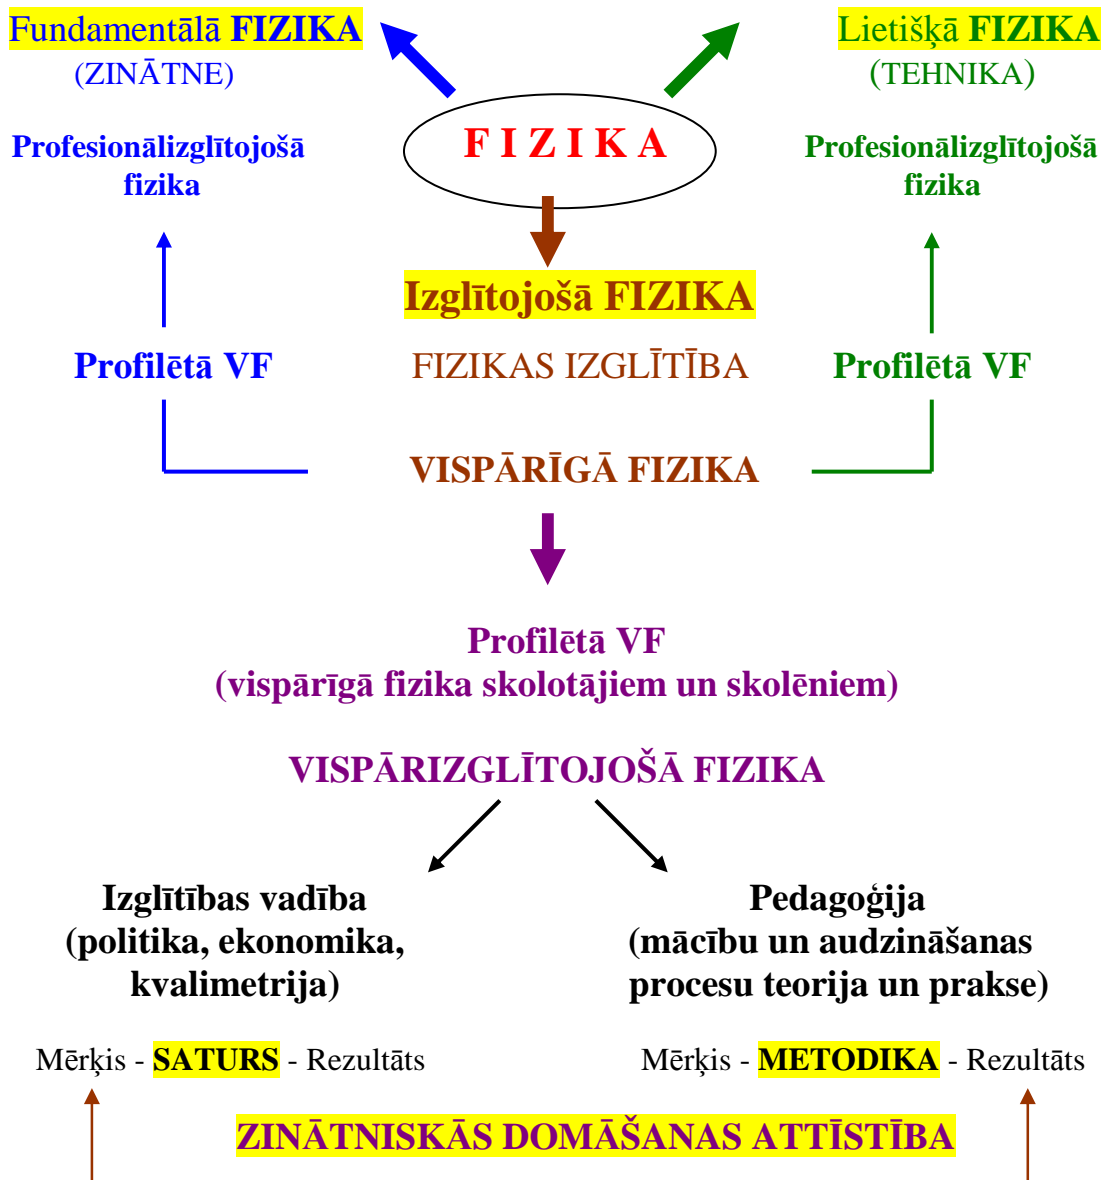 Fundamentālā FIZIKA
(ZINĀTNE)
Lietišķā FIZIKA
(TEHNIKA)
F I Z I K A
Profesionālizglītojošā
fizika
Profesionālizglītojošā
fizika
Izglītojošā FIZIKA
Profilētā VF
FIZIKAS IZGLĪTĪBA
Profilētā VF
VISPĀRĪGĀ FIZIKA
Profilētā VF
(vispārīgā fizika skolotājiem un skolēniem)
VISPĀRIZGLĪTOJOŠĀ FIZIKA
Izglītības vadība
(politika, ekonomika,
kvalimetrija)
Pedagoģija
(mācību un audzināšanas
procesu teorija un prakse)
Mērķis - SATURS - Rezultāts
Mērķis - METODIKA - Rezultāts
ZINĀTNISKĀS DOMĀŠANAS ATTĪSTĪBA